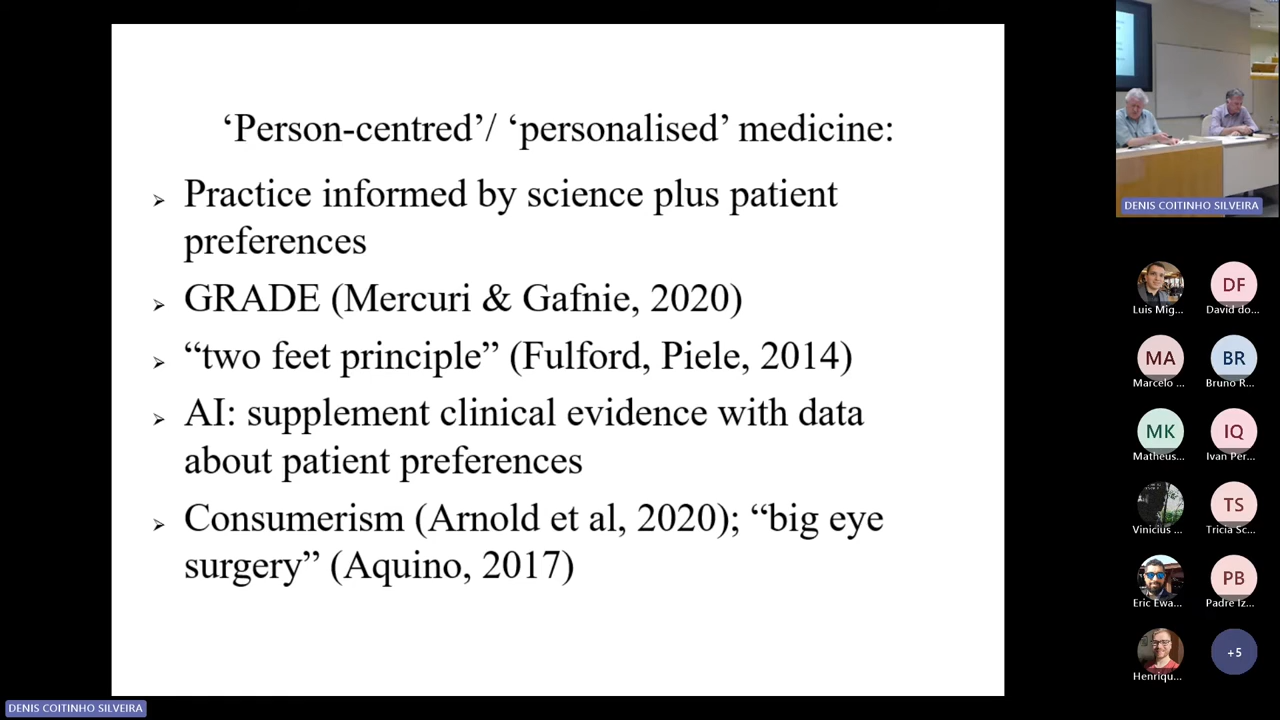 ‘Person-centred’/ ‘personalised’ medicine:
➢ Practice informed by science plus patient
preferences
➢ GRADE (Mercuri & Gafnie, 2020)
➢ “two feet principle” (Fulford, Piele, 2014)
➢ AI: supplement clinical evidence with data
about patient preferences
➢ Consumerism (Arnold et al, 2020); “big eye
surgery” (Aquino, 2017)
DENIS COITINHO SILVEIRA
DF
Luis Mig... David do...
MA BR
Marcelo ... Bruno R...
MK IQ
Matheus... Ivan Per...
TS
Vinicius ... Tricia Sc...
PB
Eric Ewa... Padre Iz...
+5
Henriqu...
DENIS COITINHO SILVEIRA